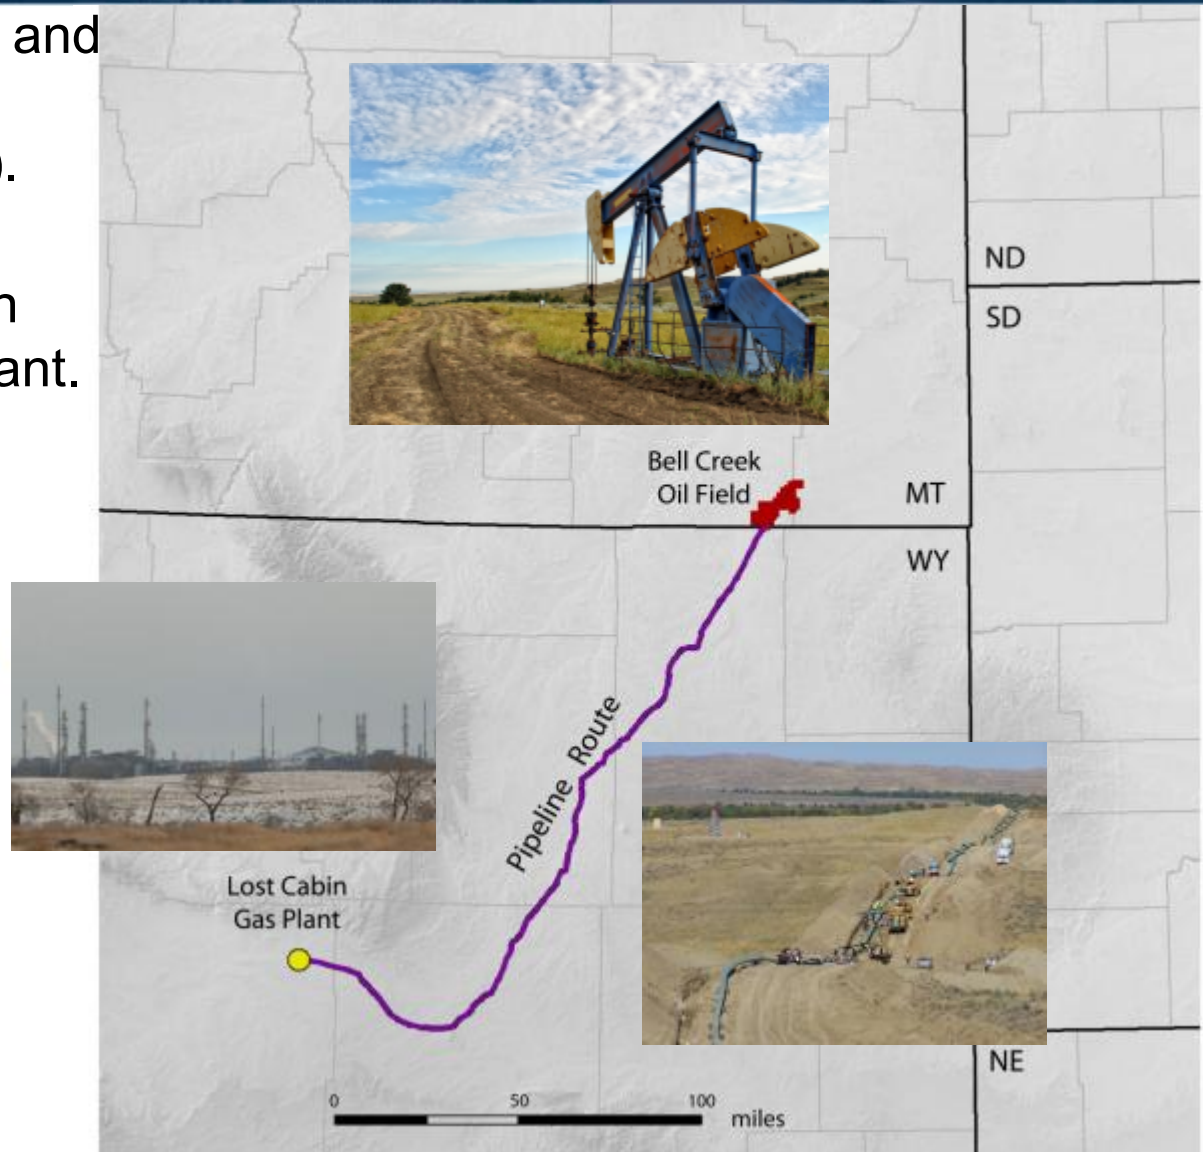 and
).
n
ant.
ND
SD
Bell Creek
Oil Field
MT
WY
Pipeline Route
Lost Cabin
Gas Plant
NE
0 50 100 miles